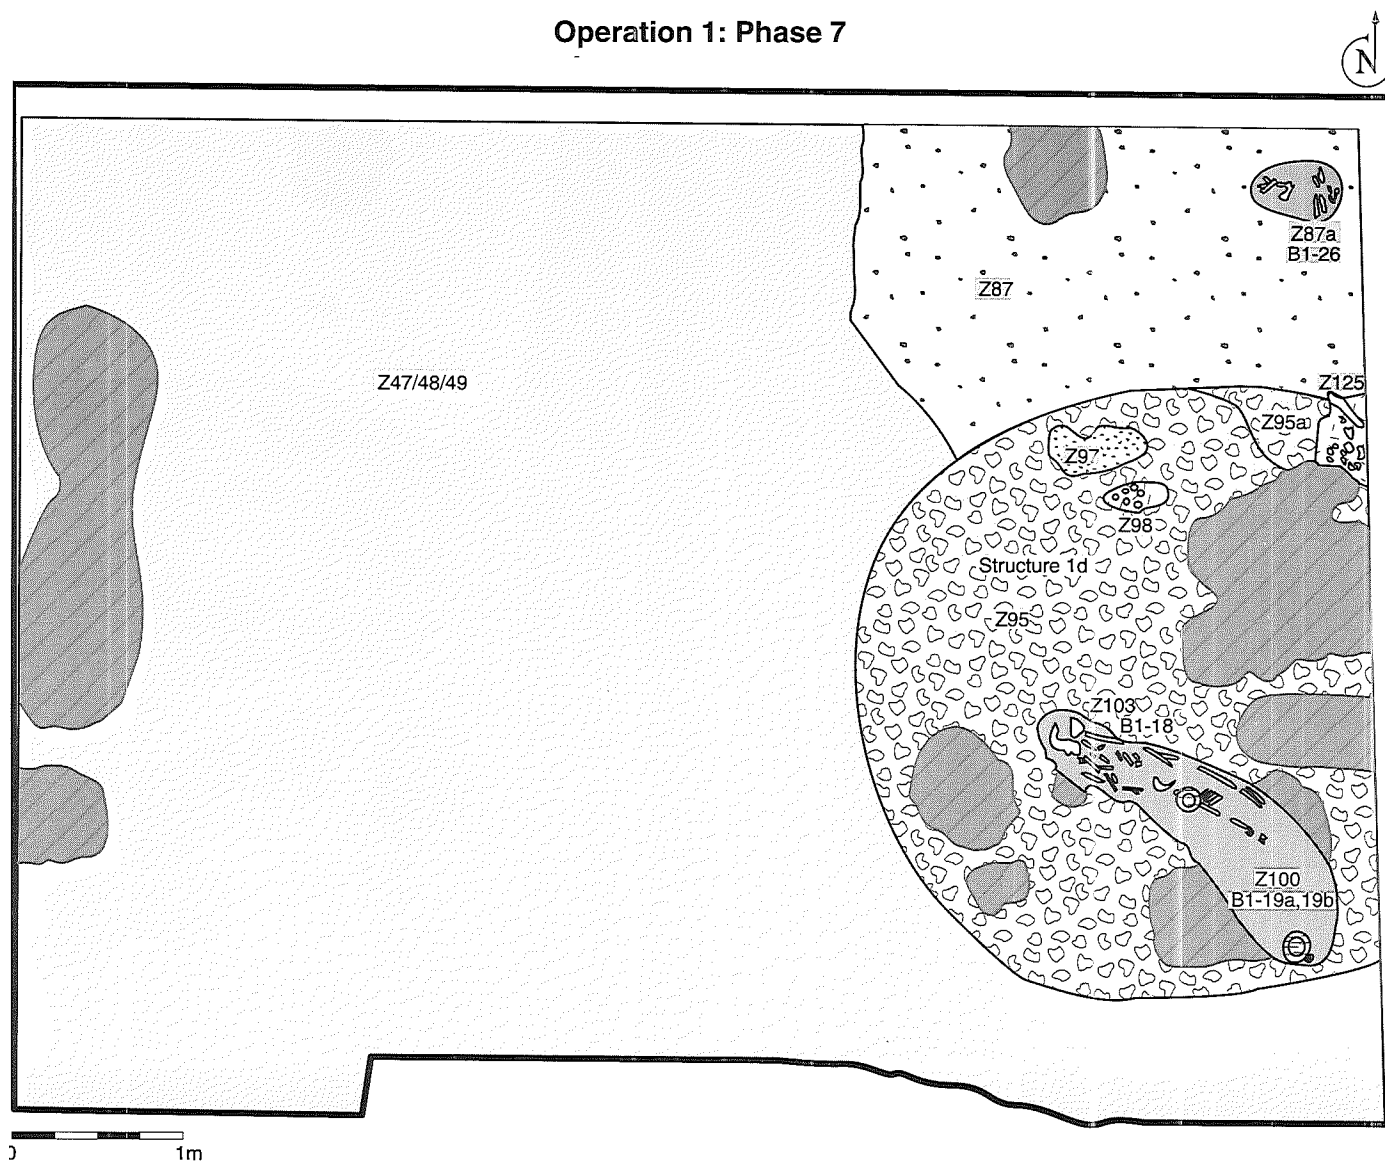 Operation 1: Phase 7
N
Z87a
B1-26
Z87
Z47/48/49
Z125
Z95a
Z97
Z98
Structure 1d
Z95
Z103
B1-18
Z100
B1-19a,19b
0
1m